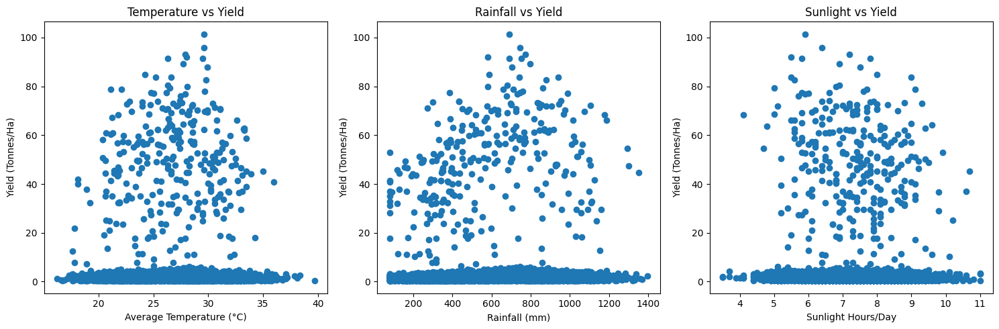 Temperature vs Yield
Yield (Tonnes/Ha)
100
80
60
40
20
0
20 25 30 35 40
Average Temperature (°C)
Rainfall vs Yield
Yield (Tonnes/Ha)
100
80
60
40
20
0
200 400 600 800 1000 1200 1400
Rainfall (mm)
Sunlight vs Yield
Yield (Tonnes/Ha)
100
80
60
40
20
0
4 5 6 7 8 9 10 11
Sunlight Hours/Day